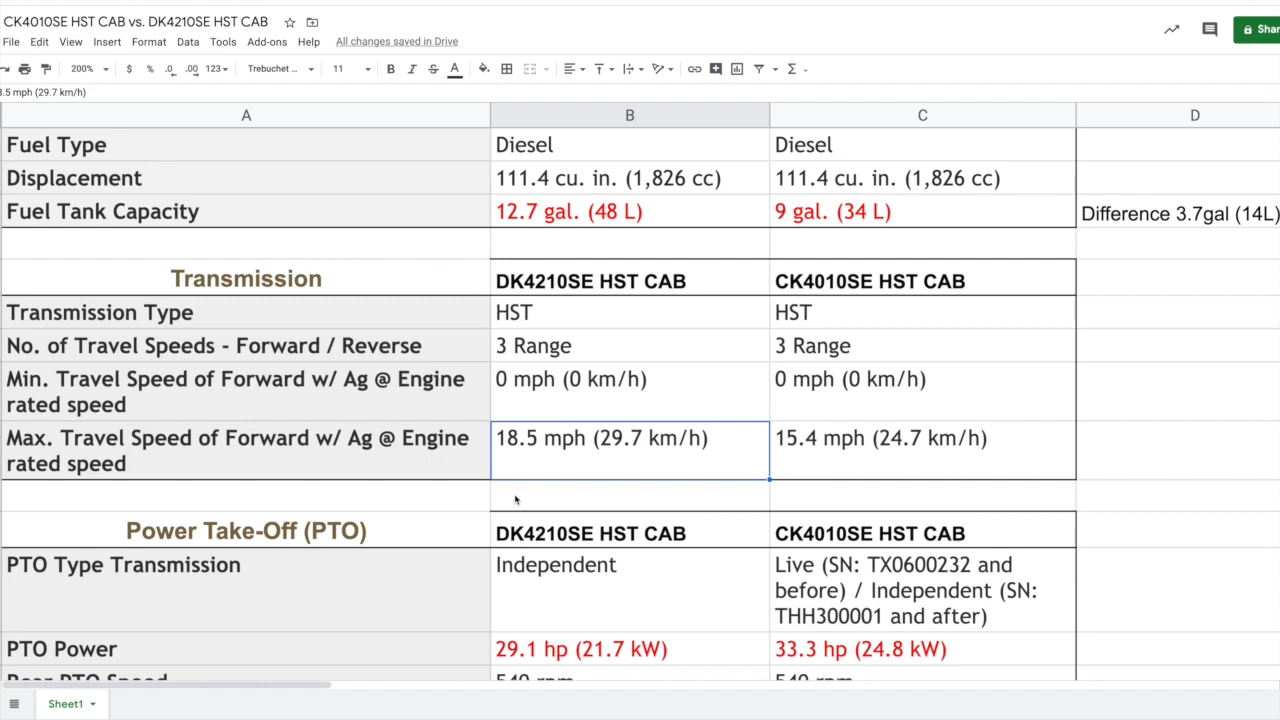 CK4010SE HST CAB vs. DK4210SE HST CAB
File Edit View Insert Format Data Tools Add-ons Help All changes saved in Drive
200% $ % .0 .00 123 Trebuchet ... 11 B I S A Σ
.5 mph (29.7 km/h)
A B C D
Fuel Type Diesel Diesel
Displacement 111.4 cu. in. (1,826 cc) 111.4 cu. in. (1,826 cc)
Fuel Tank Capacity 12.7 gal. (48 L) 9 gal. (34 L) Difference 3.7gal (14L)
Transmission DK4210SE HST CAB CK4010SE HST CAB
Transmission Type HST HST
No. of Travel Speeds - Forward / Reverse 3 Range 3 Range
Min. Travel Speed of Forward w/ Ag @ Engine 0 mph (0 km/h) 0 mph (0 km/h)
rated speed
Max. Travel Speed of Forward w/ Ag @ Engine 18.5 mph (29.7 km/h) 15.4 mph (24.7 km/h)
rated speed
Power Take-Off (PTO) DK4210SE HST CAB CK4010SE HST CAB
PTO Type Transmission Independent Live (SN: TX0600232 and
before) / Independent (SN:
THH300001 and after)
PTO Power 29.1 hp (21.7 kW) 33.3 hp (24.8 kW)
Rear PTO Speed 540 rpm 540 rpm
Sheet1